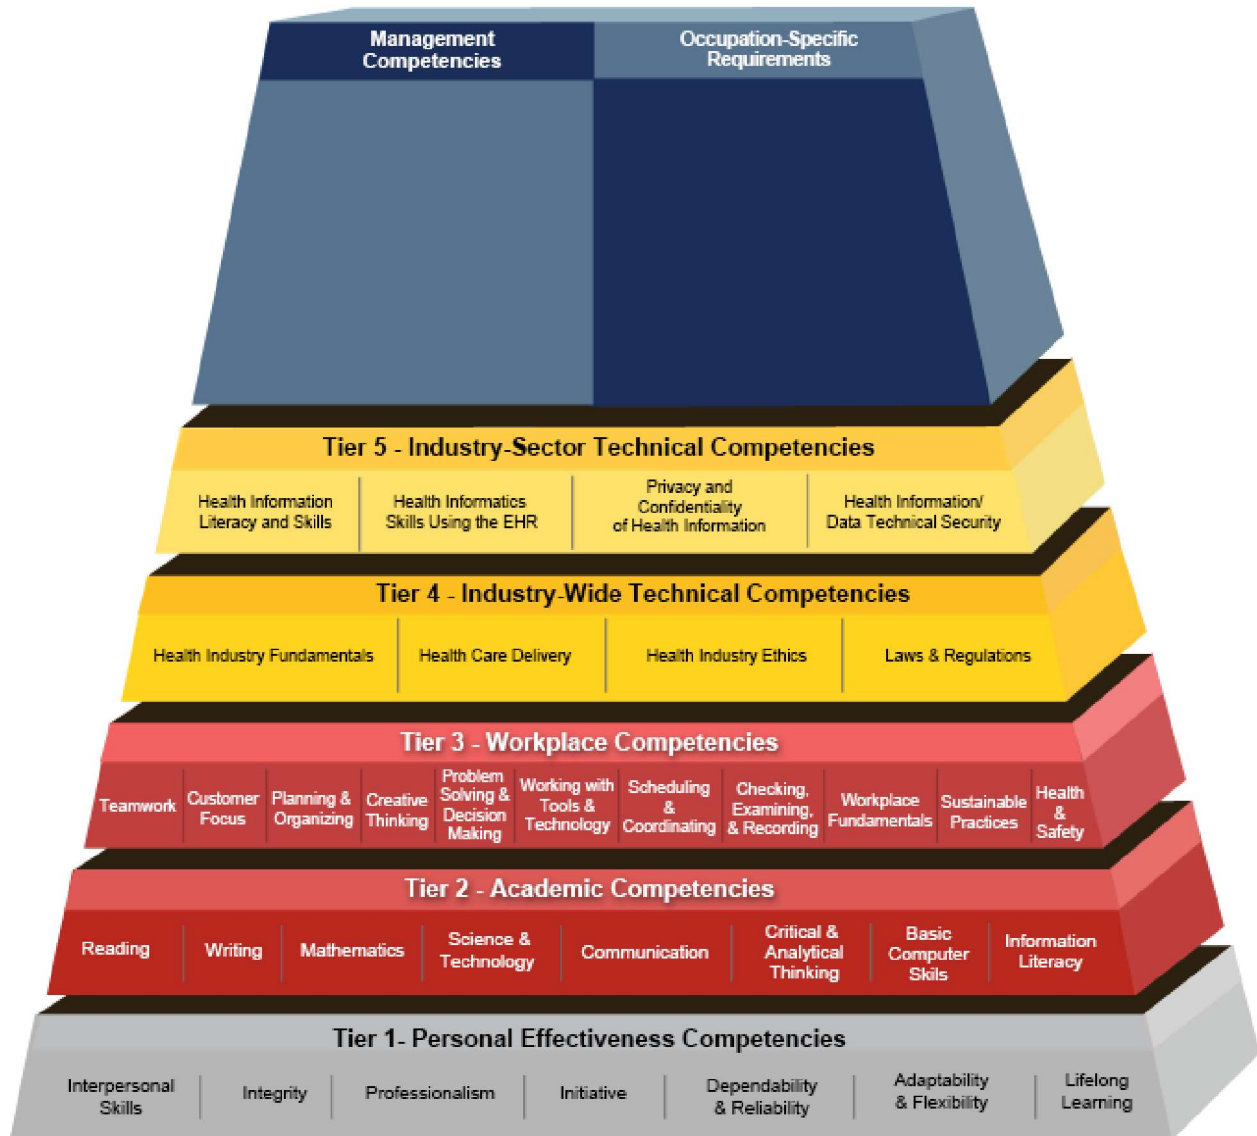 Management
Competencies
Occupation-Specific
Requirements
Tier 5 - Industry-Sector Technical Competencies
Health Information
Literacy and Skills
Health Informatics
Skills Using the EHR
Privacy and
Confidentiality
of Health Information
Health Information/
Data Technical Security
Tier 4 - Industry-Wide Technical Competencies
Health Industry Fundamentals
Health Care Delivery
Health Industry Ethics
Laws & Regulations
Tier 3 - Workplace Competencies
Teamwork
Customer
Focus
Planning &
Organizing
Creative
Thinking
Problem
Solving &
Decision
Making
Working with
Tools &
Technology
Scheduling
&
Coordinating
Checking,
Examining,
& Recording
Workplace
Fundamentals
Sustainable
Practices
Health
&
Safety
Tier 2 - Academic Competencies
Reading
Writing
Mathematics
Science &
Technology
Communication
Critical &
Analytical
Thinking
Basic
Computer
Skils
Information
Literacy
Tier 1- Personal Effectiveness Competencies
Interpersonal
Skills
Integrity
Professionalism
Initiative
Dependability
& Reliability
Adaptability
& Flexibility
Lifelong
Learning